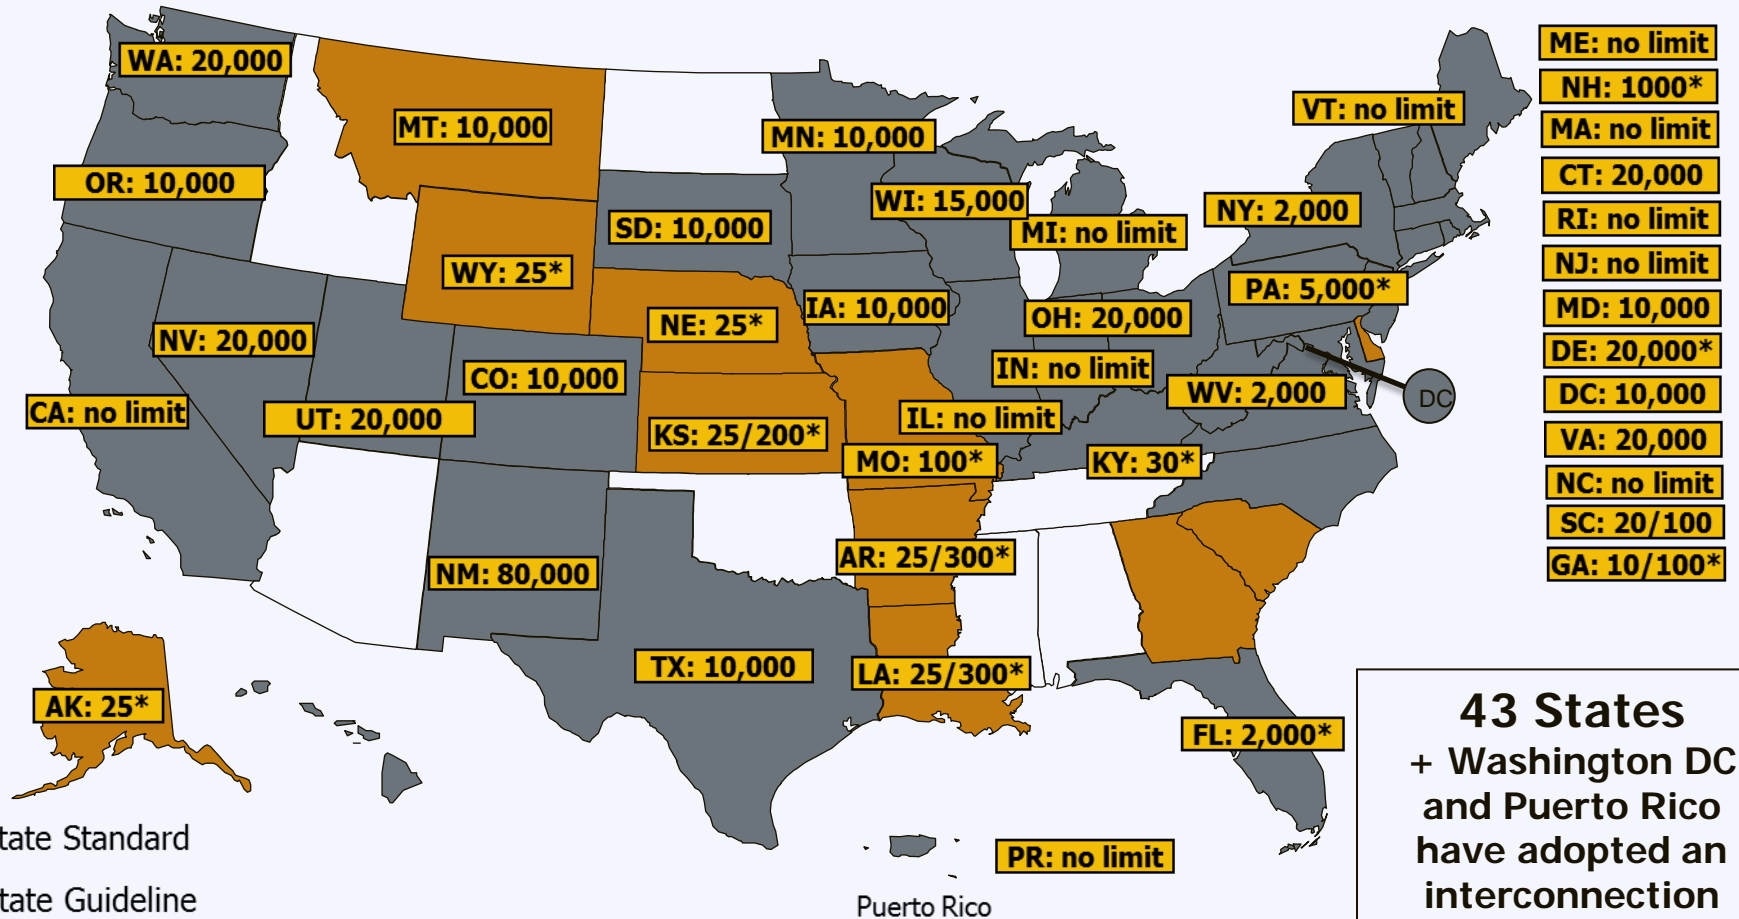 WA: 20,000
MT: 10,000
OR: 10,000
MN: 10,000
VT: no limit
ME: no limit
NH: 1000*
MA: no limit
CT: 20,000
RI: no limit
NJ: no limit
MD: 10,000
DE: 20,000*
DC: 10,000
VA: 20,000
NC: no limit
SC: 20/100
GA: 10/100*
WI: 15,000
NY: 2,000
SD: 10,000
MI: no limit
WY: 25*
PA: 5,000*
NE: 25*
IA: 10,000
OH: 20,000
NV: 20,000
CO: 10,000
IN: no limit
WV: 2,000
DC
CA: no limit
UT: 20,000
IL: no limit
KS: 25/200*
MO: 100*
KY: 30*
AR: 25/300*
NM: 80,000
TX: 10,000
LA: 25/300*
AK: 25*
FL: 2,000*
PR: no limit
Puerto Rico
tate Standard
tate Guideline
43 States
+ Washington DC
and Puerto Rico
have adopted an
interconnection